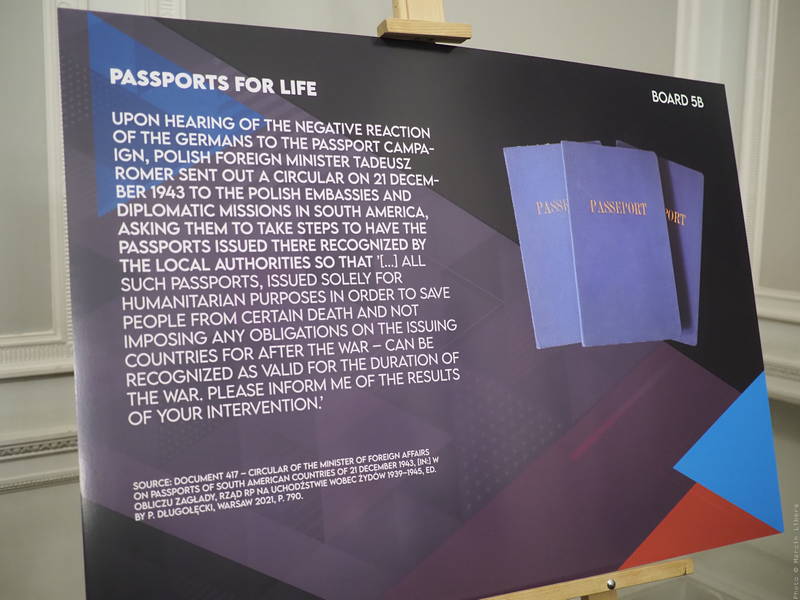 PASSPORTS FOR LIFE
BOARD 5B
UPON HEARING OF THE NEGATIVE REACTION
OF THE GERMANS TO THE PASSPORT CAMPA-
IGN, POLISH FOREIGN MINISTER TADEUSZ
ROMER SENT OUT A CIRCULAR ON 21 DECEM-
BER 1943 TO THE POLISH EMBASSIES AND
DIPLOMATIC MISSIONS IN SOUTH AMERICA,
ASKING THEM TO TAKE STEPS TO HAVE THE
PASSPORTS ISSUED THERE RECOGNIZED BY
THE LOCAL AUTHORITIES SO THAT '[...] ALL
SUCH PASSPORTS, ISSUED SOLELY FOR
HUMANITARIAN PURPOSES IN ORDER TO SAVE
PEOPLE FROM CERTAIN DEATH AND NOT
IMPOSING ANY OBLIGATIONS ON THE ISSUING
COUNTRIES FOR AFTER THE WAR – CAN BE
RECOGNIZED AS VALID FOR THE DURATION OF
THE WAR. PLEASE INFORM ME OF THE RESULTS
OF YOUR INTERVENTION.'
PASSE
PASSEPORT
PORT
SOURCE: DOCUMENT 417 – CIRCULAR OF THE MINISTER OF FOREIGN AFFAIRS
ON PASSPORTS OF SOUTH AMERICAN COUNTRIES OF 21 DECEMBER 1943, [IN:] W
OBLICZU ZAGŁADY, RZĄD RP NA UCHODŹSTWIE WOBEC ŻYDÓW 1939–1945, ED.
BY P. DŁUGOŁĘCKI, WARSAW 2021, P. 790.
Photo © Marcin Libera